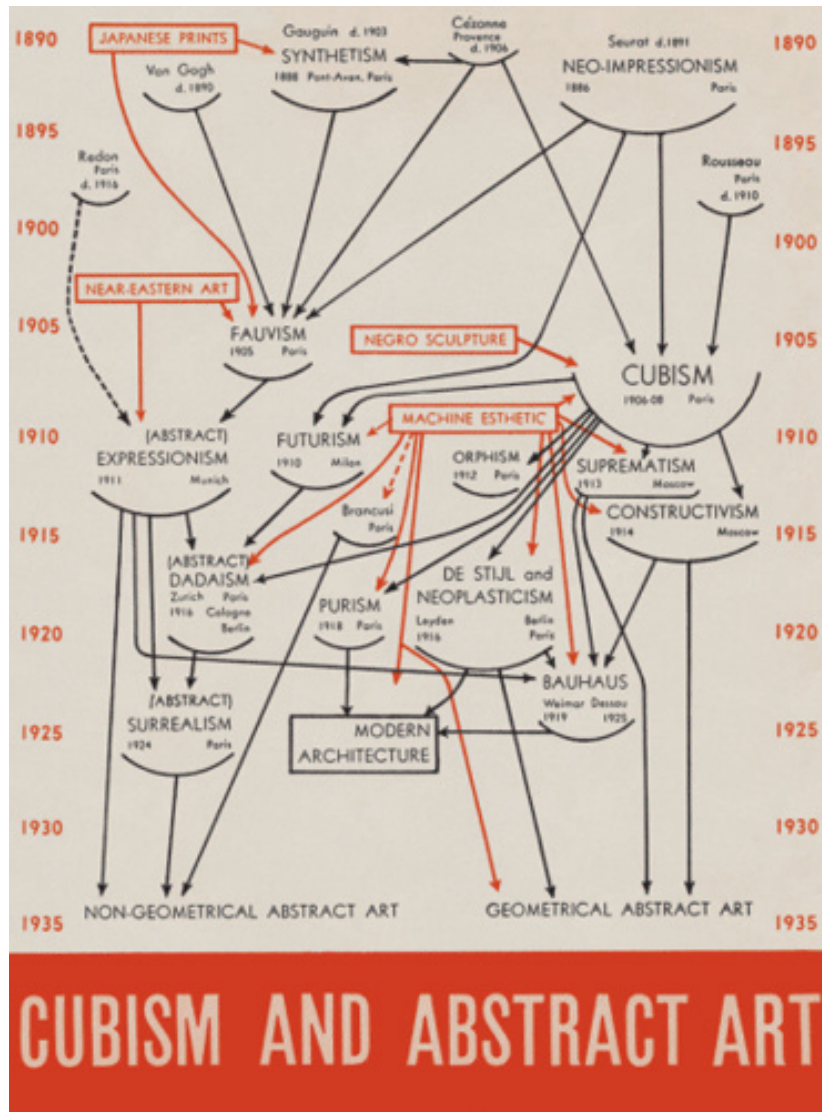 1890
JAPANESE PRINTS
Gauguin d. 1903
SYNTHETISM
1888 Pont-Aven, Paris
Cézanne
Provence
d. 1906
Seurat d.1891
NEO-IMPRESSIONISM
1886 Paris
1890
Van Gogh
d. 1890
1895
1895
Redon
Paris
d. 1916
Rousseau
Paris
d. 1910
1900
1900
NEAR-EASTERN ART
1905
FAUVISM
1905 Paris
NEGRO SCULPTURE
1905
CUBISM
1906-08 Paris
1910
(ABSTRACT)
EXPRESSIONISM
1911 Munich
FUTURISM
1910 Milan
MACHINE ESTHETIC
ORPHISM
1912 Paris
SUPREMATISM
1913 Moscow
1910
Brancusi
Paris
CONSTRUCTIVISM
1914 Moscow
1915
1915
(ABSTRACT)
DADAISM
Zurich Paris
1916 Cologne
Berlin
PURISM
1918 Paris
DE STIJL and
NEOPLASTICISM
Leyden Berlin
1916 Paris
1920
1920
(ABSTRACT)
SURREALISM
1924 Paris
BAUHAUS
Weimar Dessau
1919 1925
1925
MODERN
ARCHITECTURE
1925
1930
1930
NON-GEOMETRICAL ABSTRACT ART
GEOMETRICAL ABSTRACT ART
1935
1935
CUBISM AND ABSTRACT ART